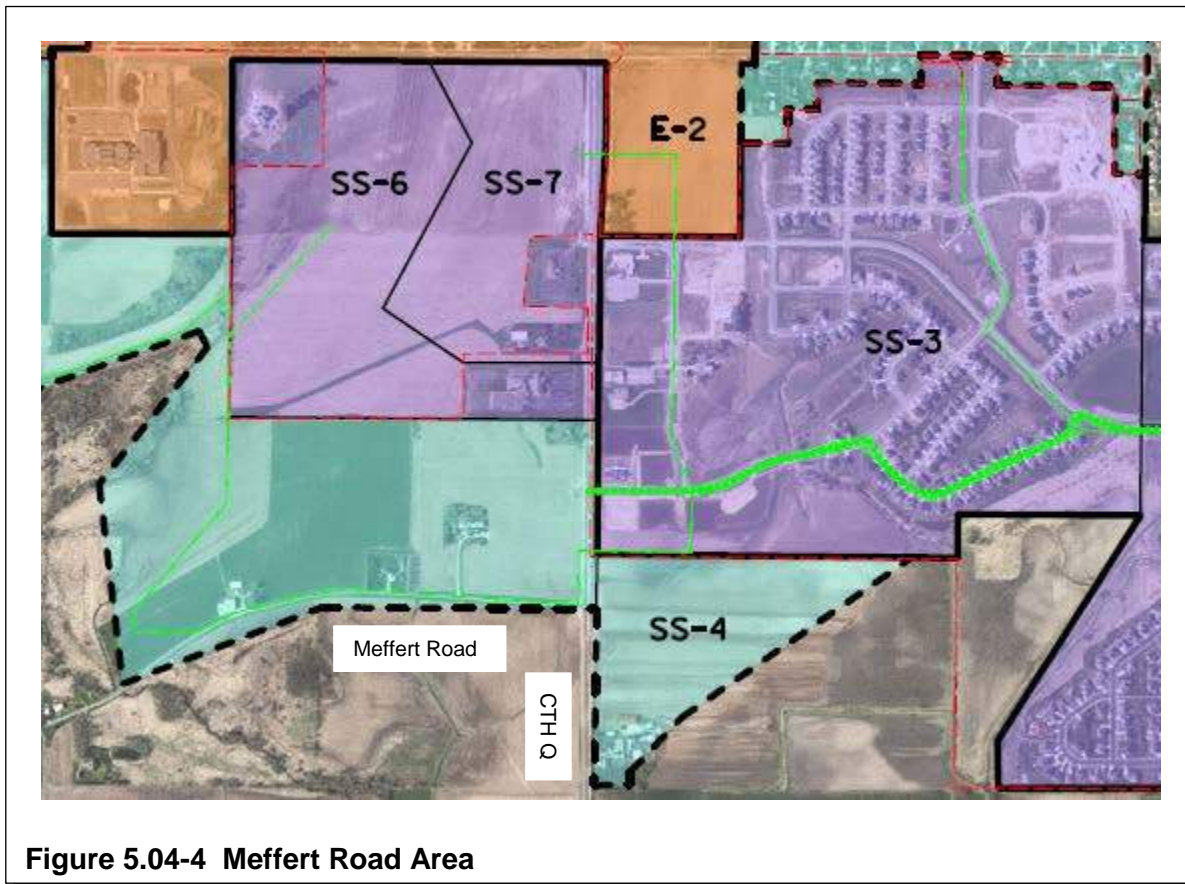 E-2
SS-6
SS-7
SS-3
SS-4
Meffert Road
CTH Q
Figure 5.04-4 Meffert Road Area